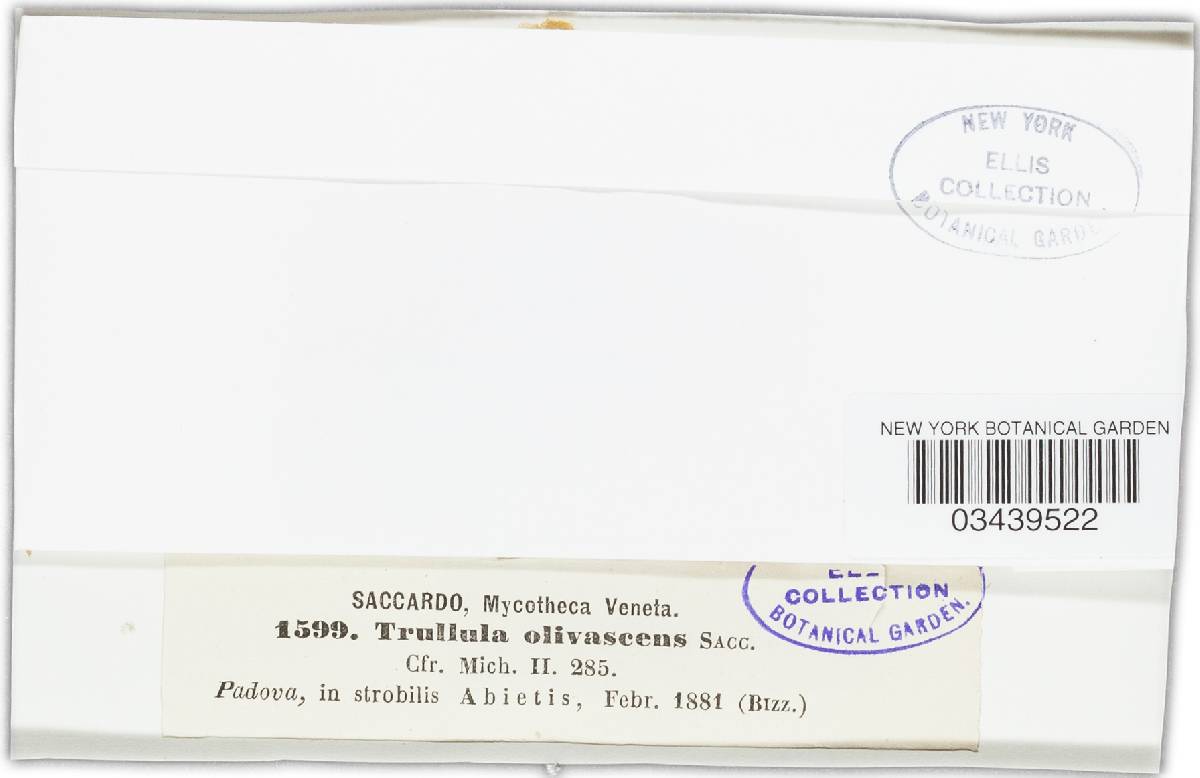 NEW YORK
ELLIS
COLLECTION
BOTANICAL
NEW YORK BOTANICAL GARDEN
03439522
COLLECTION
BOTANICAL GARDEN.
SACCARDO, Mycotheca Veneta.
1599. Trullula olivascens SACC.
Cfr. Mich. II. 285.
Padova, in strobilis Abietis, Febr. 1881 (BIZZ.)